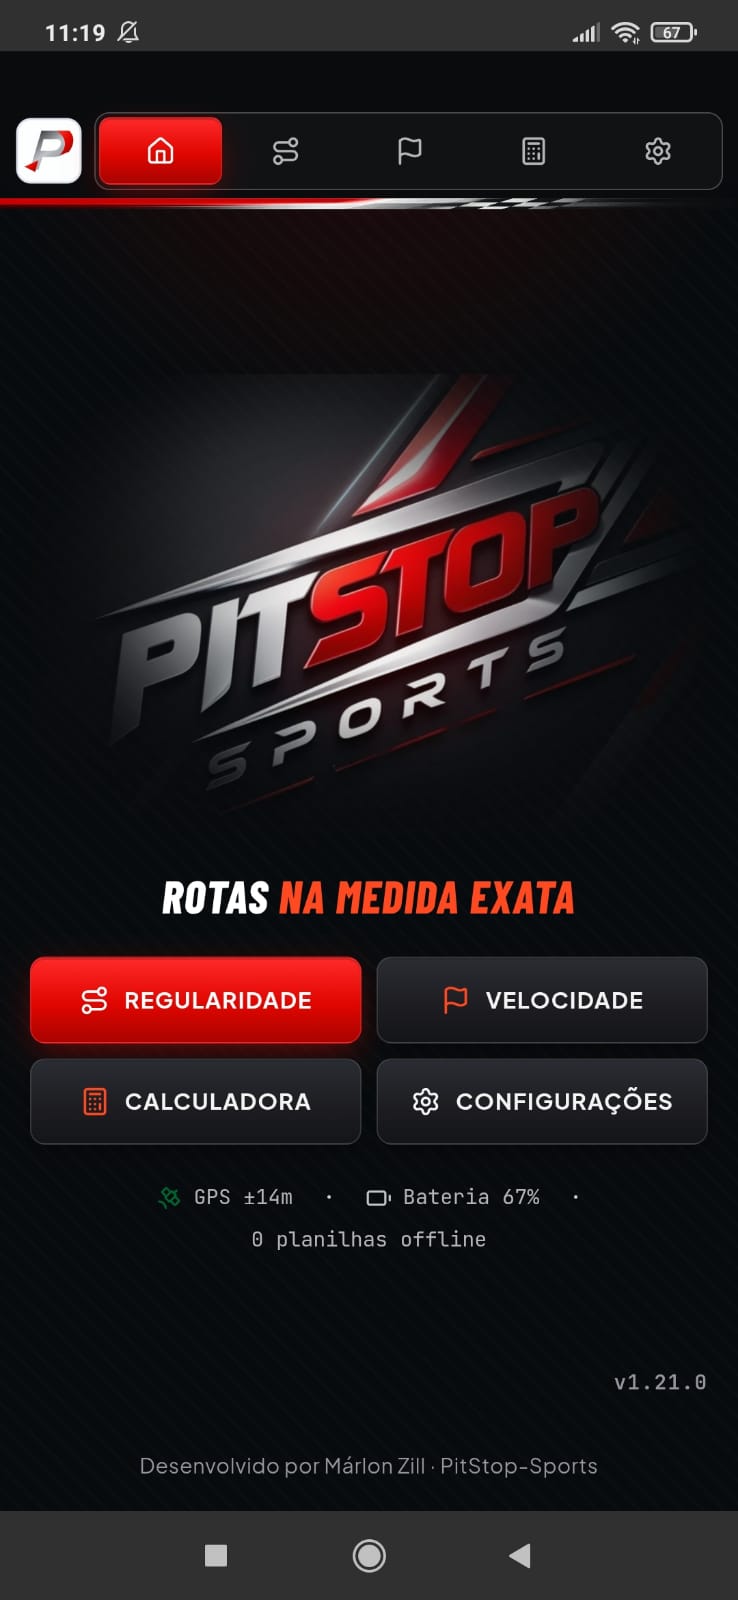 11:19 67
P
PITSTOP
SPORTS
ROTAS NA MEDIDA EXATA
REGULARIDADE
VELOCIDADE
CALCULADORA
CONFIGURAÇÕES
GPS ±14m · Bateria 67% ·
0 planilhas offline
v1.21.0
Desenvolvido por Márlon Zill · PitStop-Sports